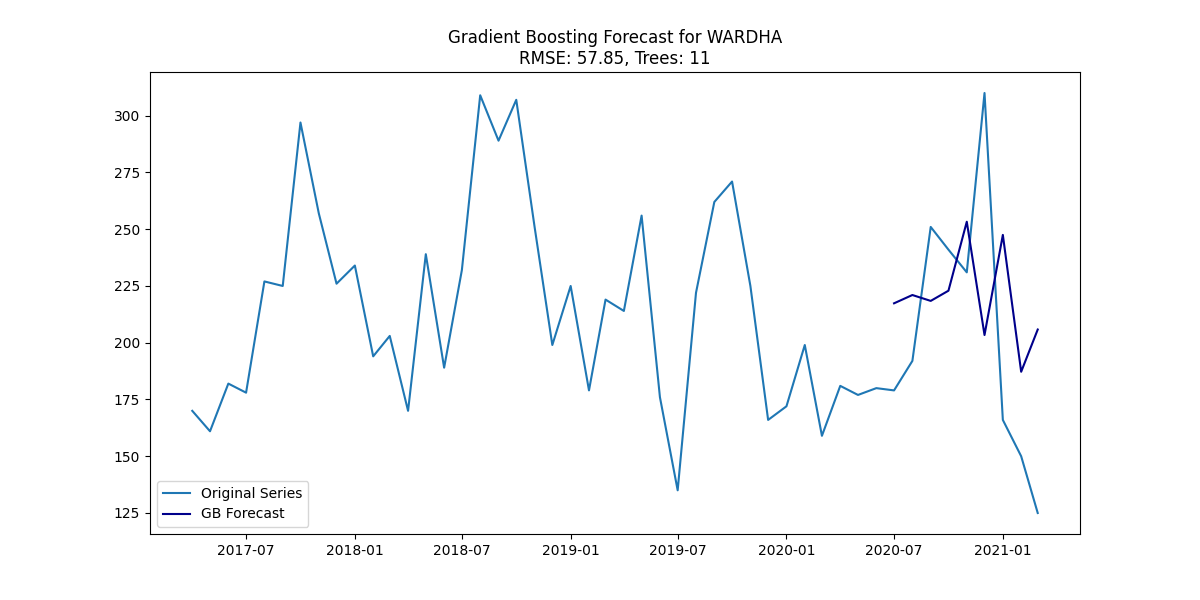 Gradient Boosting Forecast for WARDHA
RMSE: 57.85, Trees: 11
300
275
250
225
200
175
150
125
Original Series
GB Forecast
2017-07 2018-01 2018-07 2019-01 2019-07 2020-01 2020-07 2021-01